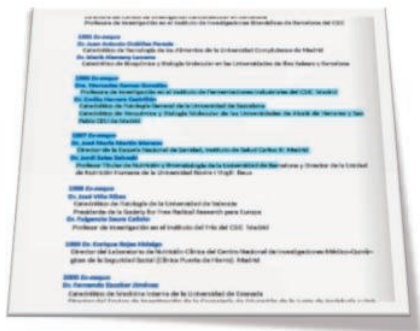 Profesora de Investigación en el Instituto de Investigaciones Biomédicas de Barcelona del CSIC
1995 Ex-aequo
Dr. Juan Antonio Ordóñez Pereda
Catedrático de Tecnología de los Alimentos de la Universidad Complutense de Madrid
Dr.
Catedrático de Bioquímica y Biología Molecular en las Universidades de Illes Balears y Barcelona
1996 Ex-aequo
Dra. Mercedes Ramos González
Profesora de Investigación en el Instituto de Fermentaciones Industriales del CSIC. Madrid
Dr. Emilio Herrera Castillón
Catedrático de Fisiología General de la Universidad de Barcelona
Catedrático de Bioquímica y Biología Molecular de las Universidades de Alcalá de Henares y San
Pablo CEU de Madrid
1997 Ex-aequo
Dr. José María Martín Moreno
Director de la Escuela Nacional de Sanidad, Instituto de Salud Carlos III. Madrid
Dr. Jordi Salas Salvadó
Profesor Titular de Nutrición y Bromatología de la Universidad de Barcelona y Director de la Unidad
de Nutrición Humana de la Universidad Rovira i Virgili. Reus
1998 Ex-aequo
Dr. José Viña Ribes
Catedrático de Fisiología de la Universidad de Valencia
Presidente de la Society for Free Radical Research para Europa
Dr. Fulgencio Saura Calixto
Profesor de Investigación en el Instituto del Frío del CSIC. Madrid
1999 Dr. Enrique Rojas Hidalgo
Director del Laboratorio de Nutrición Clínica del Centro Nacional de Investigaciones Médico-Quirúr-
gicas de la Seguridad Social (Clínica Puerta de Hierro). Madrid
2000 Ex-aequo
Dr. Fernando Escobar Jiménez
Catedrático de Medicina Interna de la Universidad de Granada